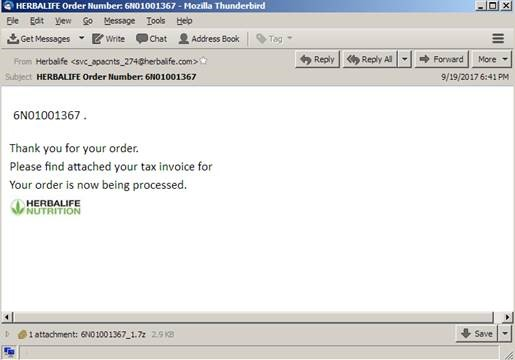 HERBALIFE Order Number: 6N01001367 - Mozilla Thunderbird
File Edit View Go Message Tools Help
Get Messages Write Chat Address Book Tag
From Herbalife <svc_apacnts_274@herbalife.com> Reply Reply All Forward More
Subject HERBALIFE Order Number: 6N01001367 9/19/2017 6:41 PM
6N01001367 .
Thank you for your order.
Please find attached your tax invoice for
Your order is now being processed.
HERBALIFE
NUTRITION
1 attachment: 6N01001367_1.7z 2.9 KB Save